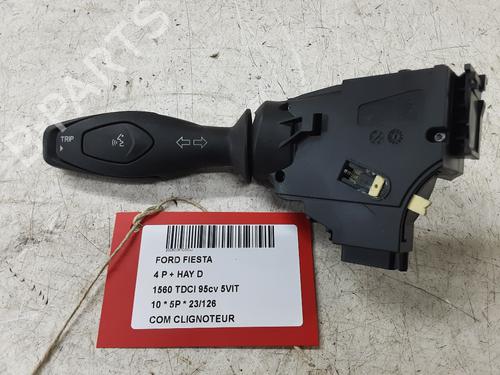 B-PARTS
TRIP
FORD FIESTA
4 P + HAY D
1560 TDCI 95cv 5VIT
10 * 5P * 23/126
COM CLIGNOTEUR